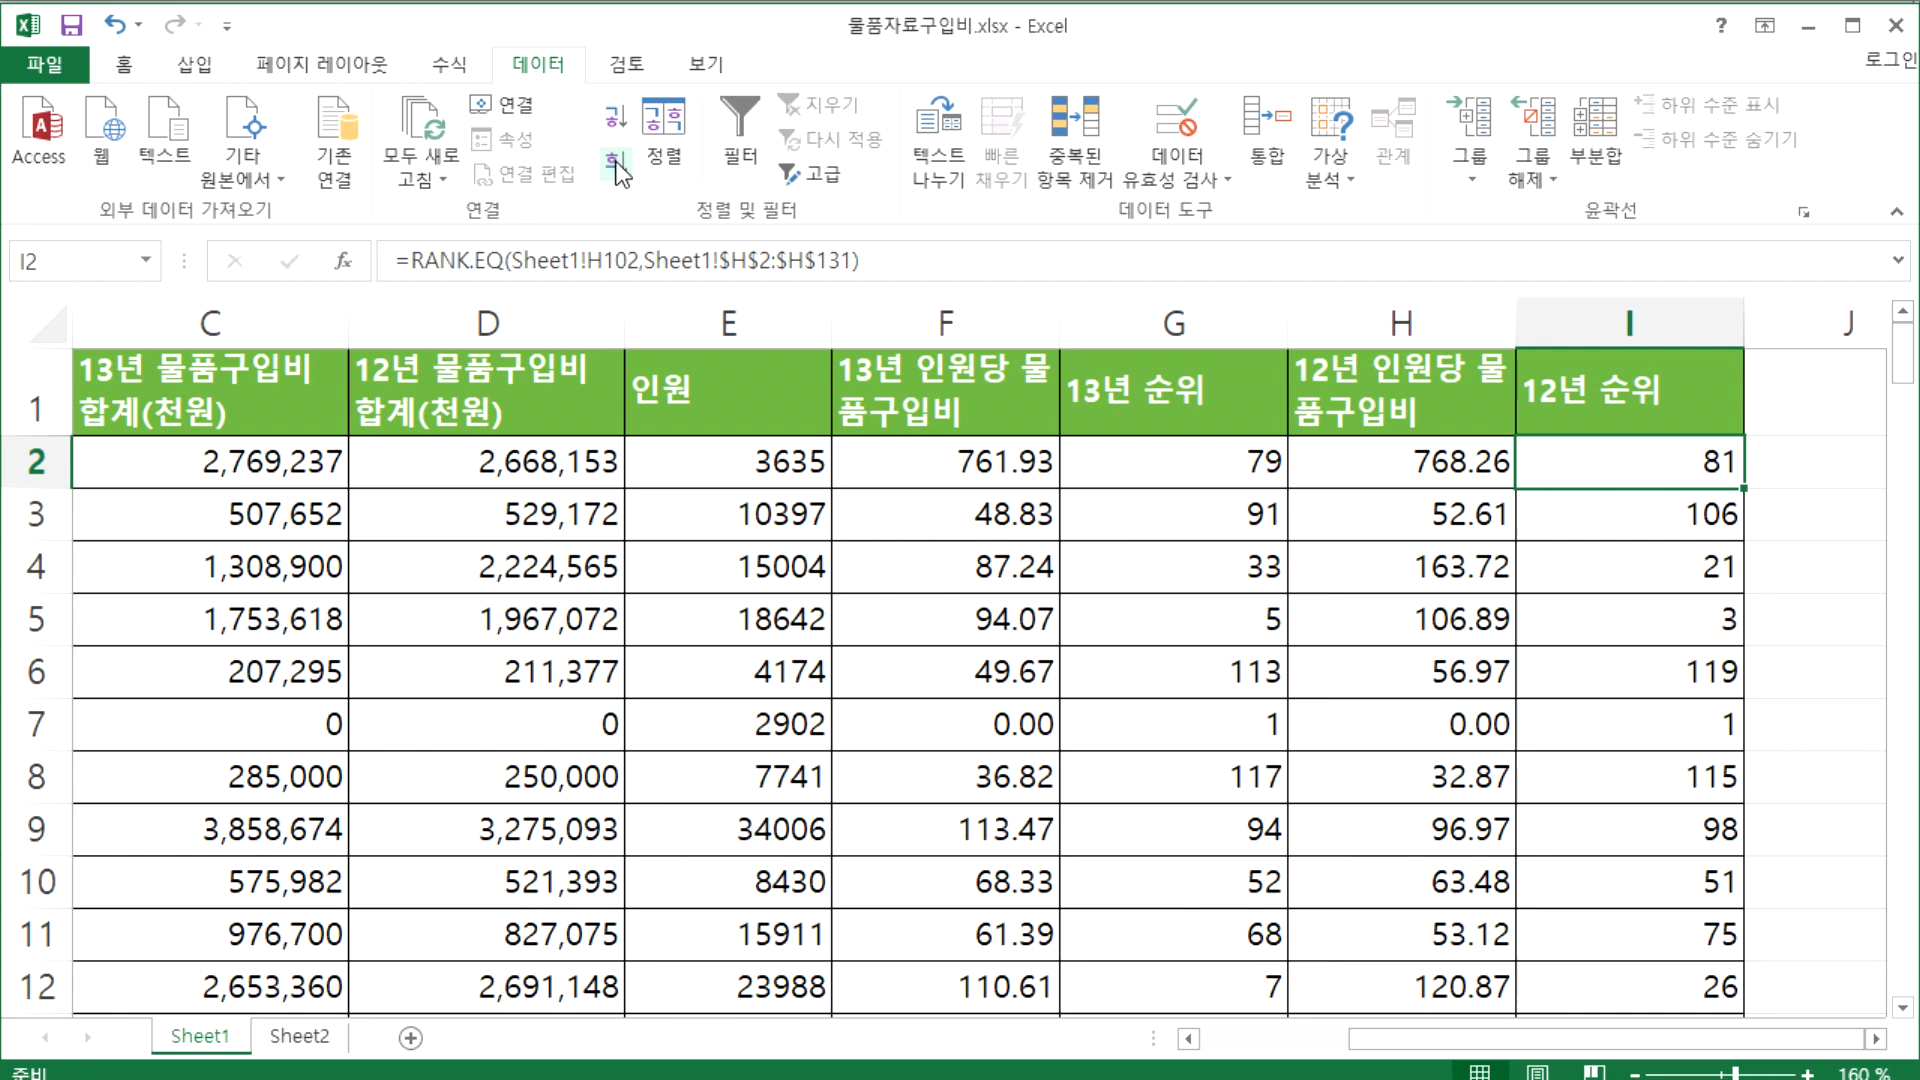 물품자료구입비.xlsx - Excel
?
파일 홈 삽입 페이지 레이아웃 수식 데이터 검토 보기
로그인
Access
웹
텍스트
기타
원본에서
기존
연결
외부 데이터 가져오기
모두 새로
고침
연결
속성
연결 편집
연결
정렬
필터
지우기
다시 적용
고급
정렬 및 필터
텍스트
나누기
빠른
채우기
중복된
항목 제거
데이터
유효성 검사
통합
가상
분석
관계
데이터 도구
그룹
그룹
해제
부분합
하위 수준 표시
하위 수준 숨기기
윤곽선
I2 fx =RANK.EQ(Sheet1!H102,Sheet1!$H$2:$H$131)
C D E F G H I J
1
13년 물품구입비
합계(천원)
12년 물품구입비
합계(천원)
인원
13년 인원당 물
품구입비
13년 순위
12년 인원당 물
품구입비
12년 순위
2 2,769,237 2,668,153 3635 761.93 79 768.26 81
3 507,652 529,172 10397 48.83 91 52.61 106
4 1,308,900 2,224,565 15004 87.24 33 163.72 21
5 1,753,618 1,967,072 18642 94.07 5 106.89 3
6 207,295 211,377 4174 49.67 113 56.97 119
7 0 0 2902 0.00 1 0.00 1
8 285,000 250,000 7741 36.82 117 32.87 115
9 3,858,674 3,275,093 34006 113.47 94 96.97 98
10 575,982 521,393 8430 68.33 52 63.48 51
11 976,700 827,075 15911 61.39 68 53.12 75
12 2,653,360 2,691,148 23988 110.61 7 120.87 26
Sheet1 Sheet2
준비
160 %